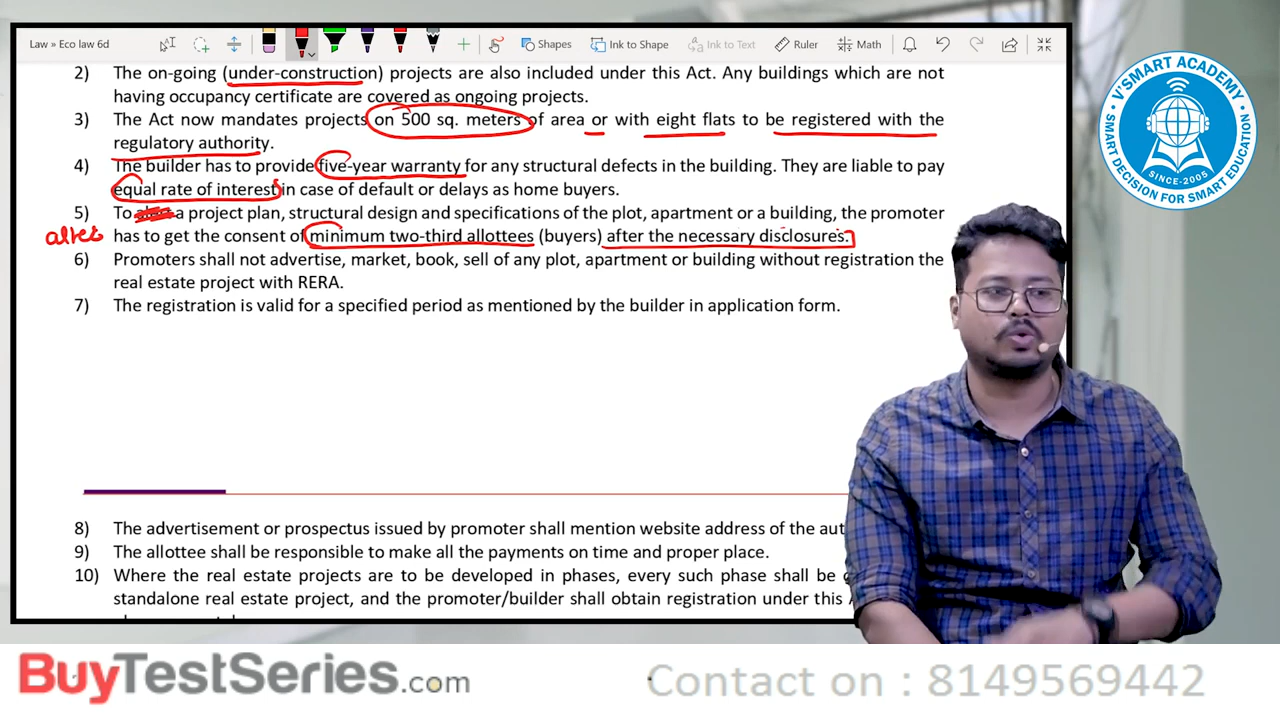 Law » Eco law 6d
Shapes
Ink to Shape
Ink to Text
Ruler
Math
2) The on-going (under-construction) projects are also included under this Act. Any buildings which are not
having occupancy certificate are covered as ongoing projects.
3) The Act now mandates projects on 500 sq. meters of area or with eight flats to be registered with the
regulatory authority.
4) The builder has to provide five-year warranty for any structural defects in the building. They are liable to pay
equal rate of interest in case of default or delays as home buyers.
5) To a project plan, structural design and specifications of the plot, apartment or a building, the promoter
alter has to get the consent of minimum two-third allottees (buyers) after the necessary disclosures.
6) Promoters shall not advertise, market, book, sell of any plot, apartment or building without registration the
real estate project with RERA.
7) The registration is valid for a specified period as mentioned by the builder in application form.
8) The advertisement or prospectus issued by promoter shall mention website address of the aut
9) The allottee shall be responsible to make all the payments on time and proper place.
10) Where the real estate projects are to be developed in phases, every such phase shall be
standalone real estate project, and the promoter/builder shall obtain registration under this
V'SMART ACADEMY
SINCE-2005
SMART DECISION FOR SMART EDUCATION
BuyTestSeries.com
Contact on : 8149569442